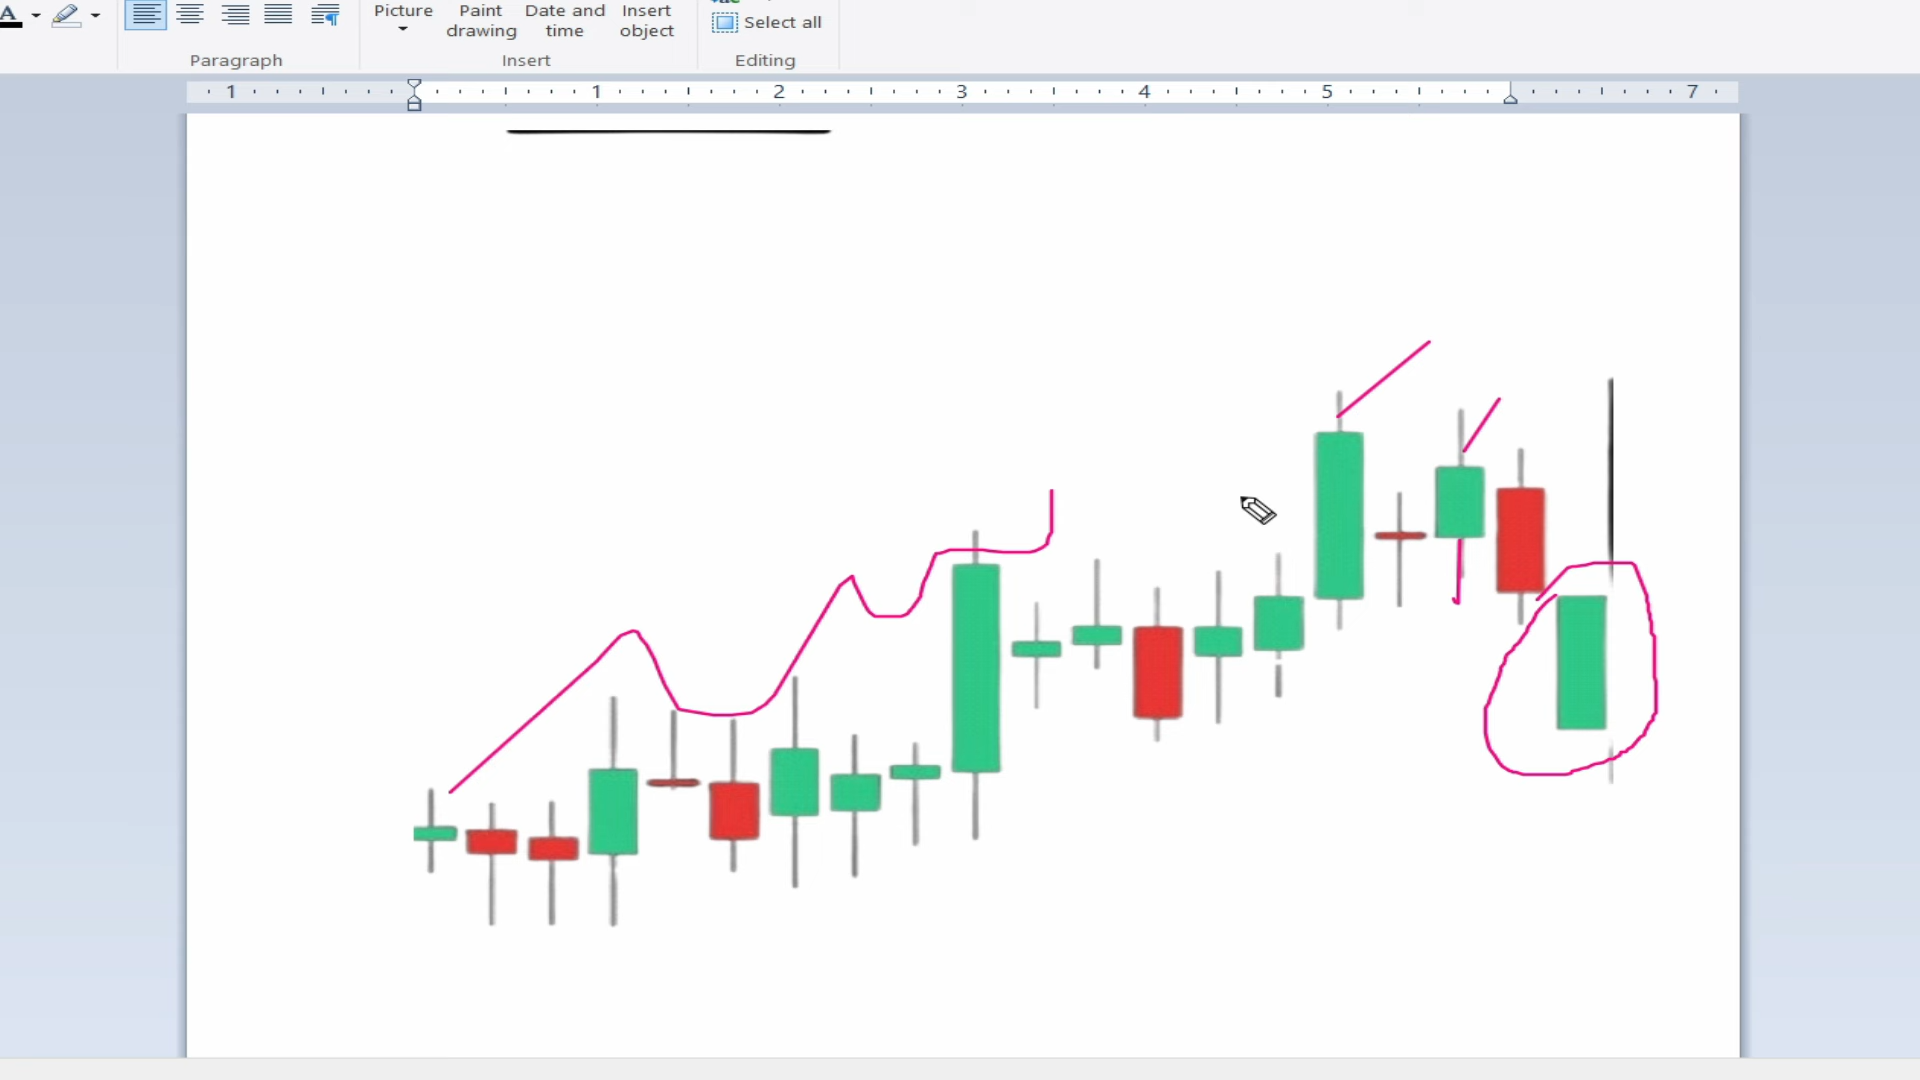 A
Picture
Paint drawing
Date and time
Insert object
Select all
Paragraph
Insert
Editing
1 1 2 3 4 5 7